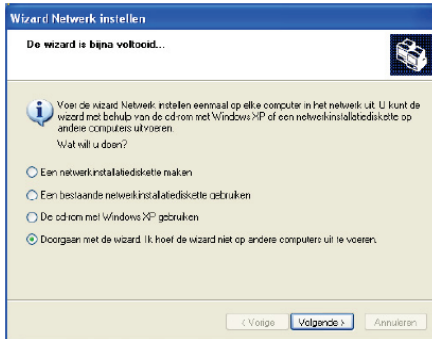 Wizard Netwerk instellen
De wizard is bijna voltooid...
Voer de wizard Netwerk instellen eenmaal op elke computer in het netwerk uit. U kunt de
wizard met behulp van de cd-rom met Windows XP of een netwerkinstallatiediskette op
andere computers uitvoeren.
Wat wilt u doen?
Een netwerkinstallatiediskette maken
Een bestaande netwerkinstallatiediskette gebruiken
De cd-rom met Windows XP gebruiken
Doorgaan met de wizard. Ik hoef de wizard niet op andere computers uit te voeren.
< Vorige Volgende > Annuleren